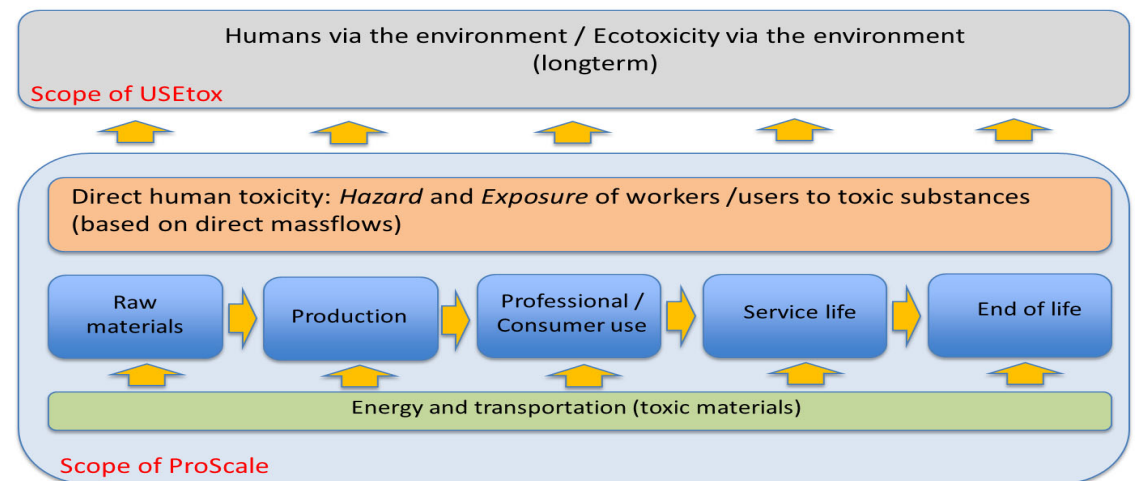 Humans via the environment / Ecotoxicity via the environment
(longterm)
Scope of USEtox
Direct human toxicity: Hazard and Exposure of workers /users to toxic substances
(based on direct massflows)
Raw
materials
Production
Professional /
Consumer use
Service life
End of life
Energy and transportation (toxic materials)
Scope of ProScale